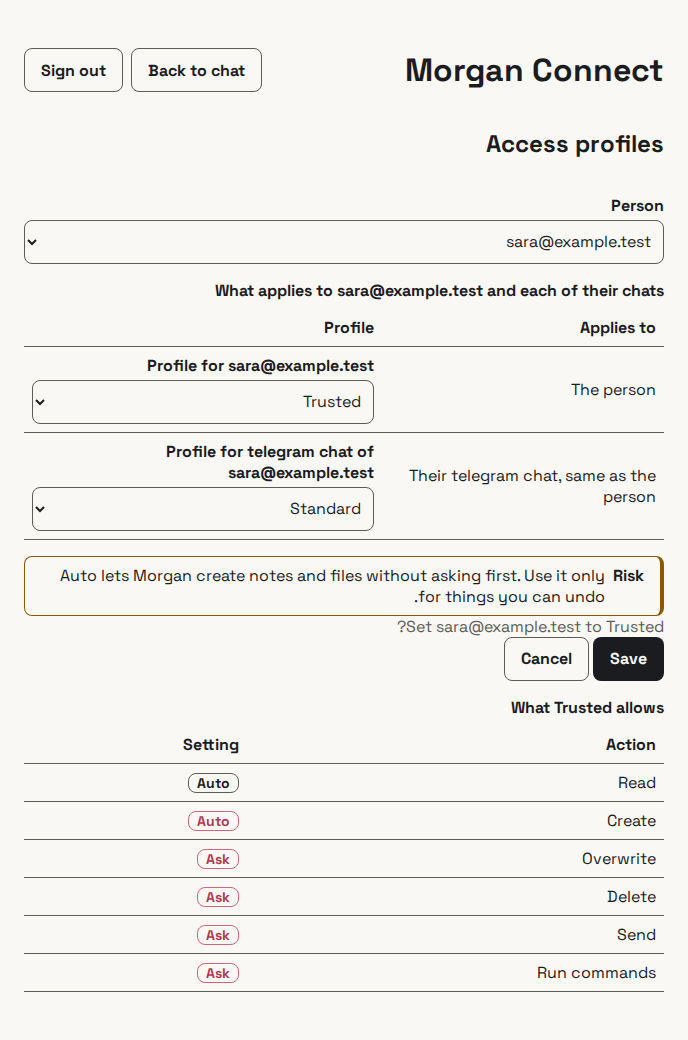 Morgan Connect
Back to chat
Sign out
Access profiles
Person
sara@example.test
What applies to sara@example.test and each of their chats
Applies to
Profile
The person
Profile for sara@example.test
Trusted
Their telegram chat, same as the
person
Profile for telegram chat of
sara@example.test
Standard
Risk
Auto lets Morgan create notes and files without asking first. Use it only
for things you can undo.
Set sara@example.test to Trusted?
Save
Cancel
What Trusted allows
Action
Setting
Read
Auto
Create
Auto
Overwrite
Ask
Delete
Ask
Send
Ask
Run commands
Ask